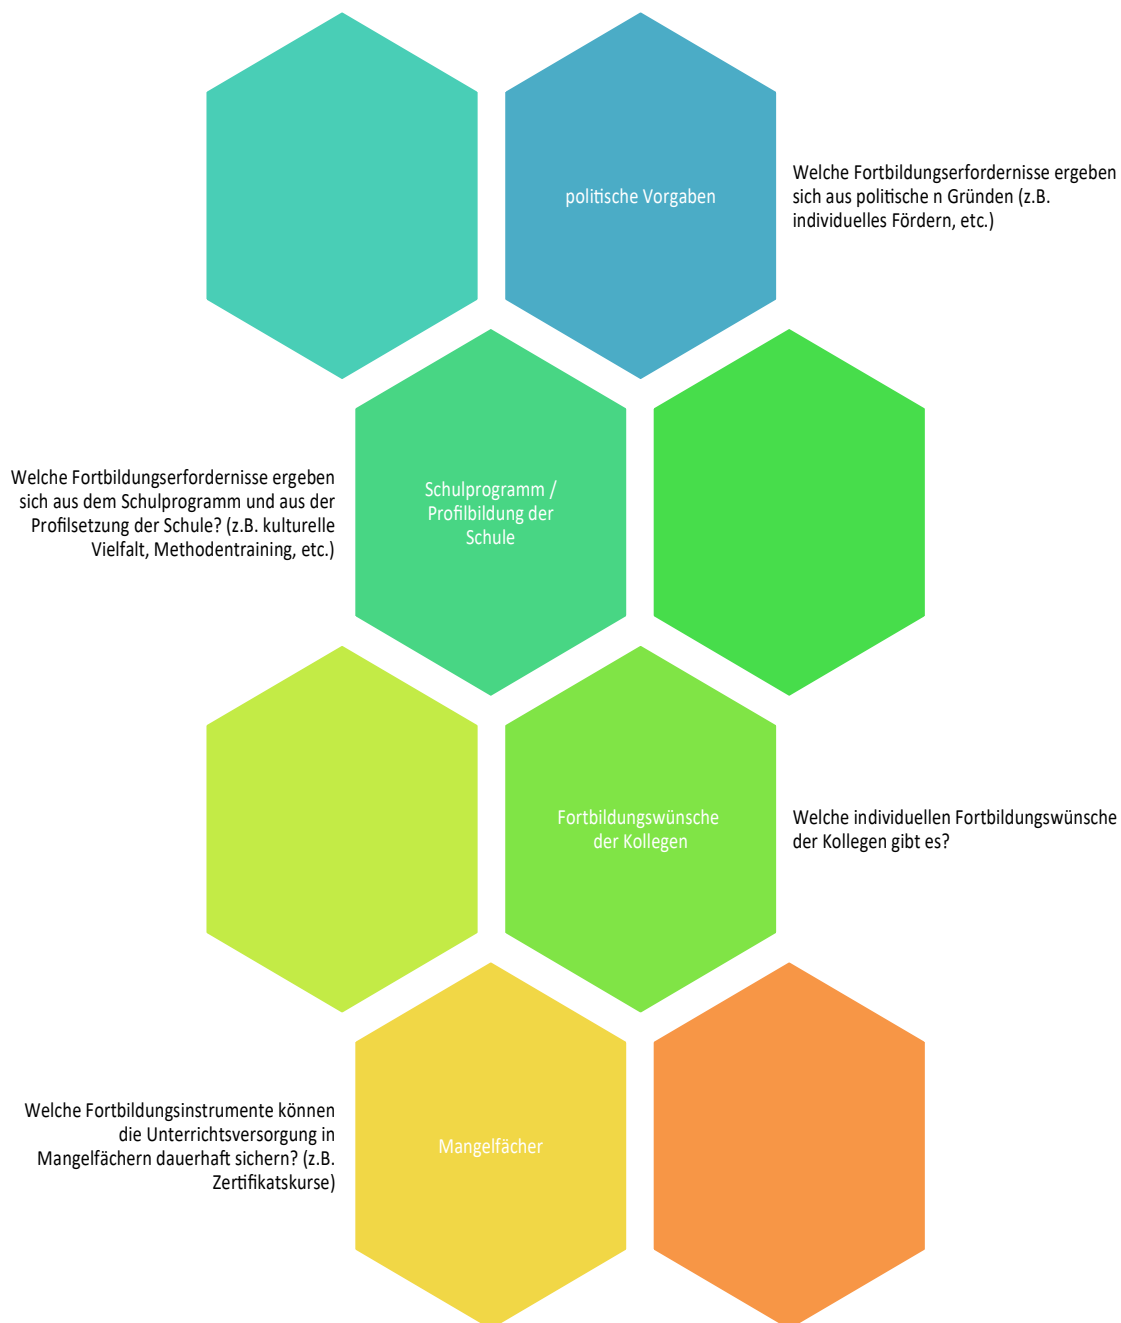 politische Vorgaben
Welche Fortbildungserfordernisse ergeben
sich aus politische n Gründen (z.B.
individuelles Fördern, etc.)
Welche Fortbildungserfordernisse ergeben
sich aus dem Schulprogramm und aus der
Profilsetzung der Schule? (z.B. kulturelle
Vielfalt, Methodentraining, etc.)
Schulprogramm /
Profilbildung der
Schule
Fortbildungswünsche
der Kollegen
Welche individuellen Fortbildungswünsche
der Kollegen gibt es?
Welche Fortbildungsinstrumente können
die Unterrichtsversorgung in
Mangelfächern dauerhaft sichern? (z.B.
Zertifikatskurse)
Mangelfächer